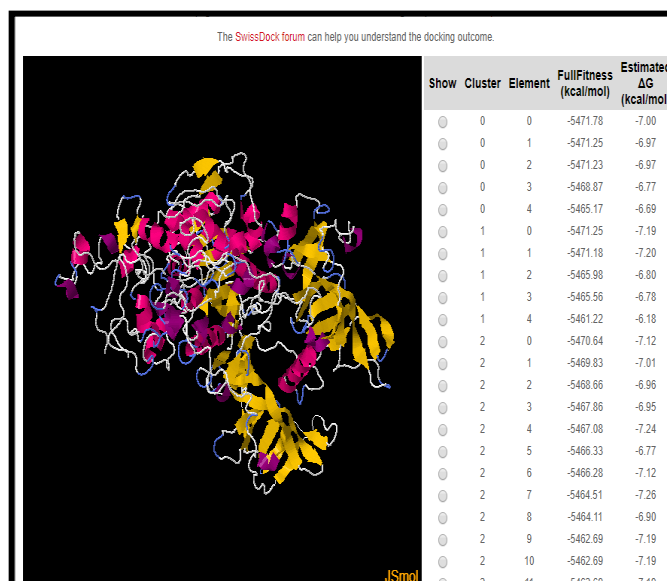 The SwissDock forum can help you understand the docking outcome.
Show Cluster Element FullFitness (kcal/mol) Estimated ΔG (kcal/mol)
0 0 -5471.78 -7.00
0 1 -5471.25 -6.97
0 2 -5471.23 -6.97
0 3 -5468.87 -6.77
0 4 -5465.17 -6.69
1 0 -5471.25 -7.19
1 1 -5471.18 -7.20
1 2 -5465.98 -6.80
1 3 -5465.56 -6.78
1 4 -5461.22 -6.18
2 0 -5470.64 -7.12
2 1 -5469.83 -7.01
2 2 -5468.66 -6.96
2 3 -5467.86 -6.95
2 4 -5467.08 -7.24
2 5 -5466.33 -6.77
2 6 -5466.28 -7.12
2 7 -5464.51 -7.26
2 8 -5464.11 -6.90
2 9 -5462.69 -7.19
2 10 -5462.69 -7.19
JSmol